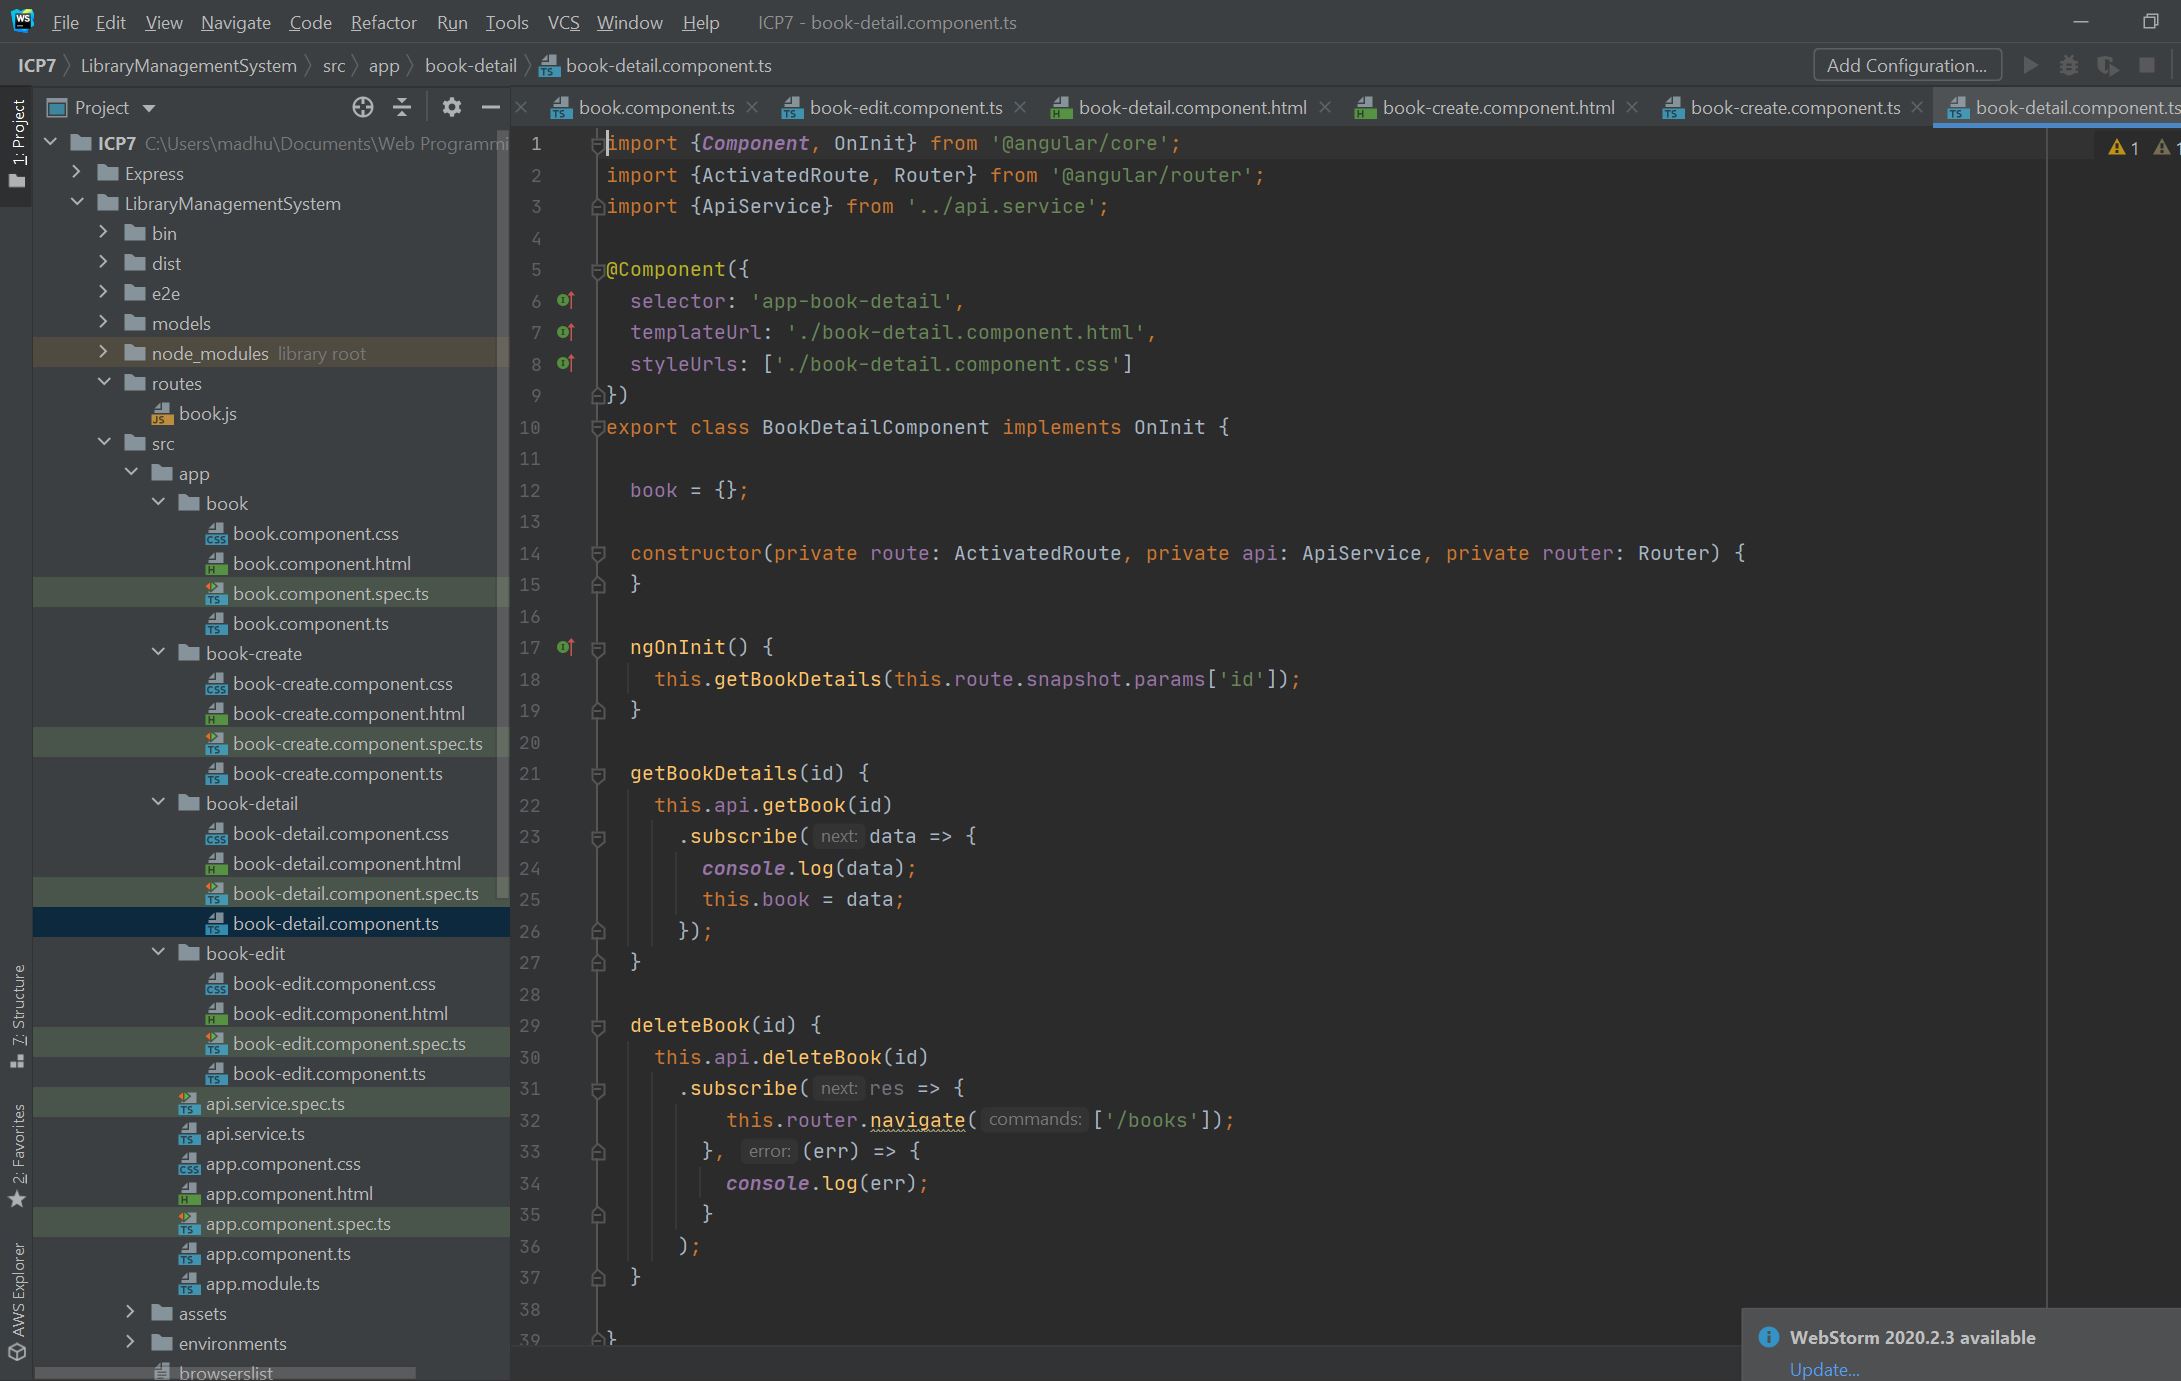 File Edit View Navigate Code Refactor Run Tools VCS Window Help ICP7 - book-detail.component.ts
ICP7 LibraryManagementSystem src app book-detail book-detail.component.ts Add Configuration...
Project book.component.ts book-edit.component.ts book-detail.component.html book-create.component.html book-create.component.ts book-detail.component.ts
1: Project
7: Structure
2: Favorites
AWS Explorer
ICP7 C:\Users\madhu\Documents\Web Programmi
Express
LibraryManagementSystem
bin
dist
e2e
models
node_modules library root
routes
book.js
src
app
book
book.component.css
book.component.html
book.component.spec.ts
book.component.ts
book-create
book-create.component.css
book-create.component.html
book-create.component.spec.ts
book-create.component.ts
book-detail
book-detail.component.css
book-detail.component.html
book-detail.component.spec.ts
book-detail.component.ts
book-edit
book-edit.component.css
book-edit.component.html
book-edit.component.spec.ts
book-edit.component.ts
api.service.spec.ts
api.service.ts
app.component.css
app.component.html
app.component.spec.ts
app.component.ts
app.module.ts
assets
environments
browserslist
1 import {Component, OnInit} from '@angular/core'; 1 1
2 import {ActivatedRoute, Router} from '@angular/router';
3 import {ApiService} from '../api.service';
4
5 @Component({
6 selector: 'app-book-detail',
7 templateUrl: './book-detail.component.html',
8 styleUrls: ['./book-detail.component.css']
9 })
10 export class BookDetailComponent implements OnInit {
11
12 book = {};
13
14 constructor(private route: ActivatedRoute, private api: ApiService, private router: Router) {
15 }
16
17 ngOnInit() {
18 this.getBookDetails(this.route.snapshot.params['id']);
19 }
20
21 getBookDetails(id) {
22 this.api.getBook(id)
23 .subscribe( next: data => {
24 console.log(data);
25 this.book = data;
26 });
27 }
28
29 deleteBook(id) {
30 this.api.deleteBook(id)
31 .subscribe( next: res => {
32 this.router.navigate( commands: ['/books']);
33 }, error: (err) => {
34 console.log(err);
35 }
36 );
37 }
38
39 }
WebStorm 2020.2.3 available
Update...